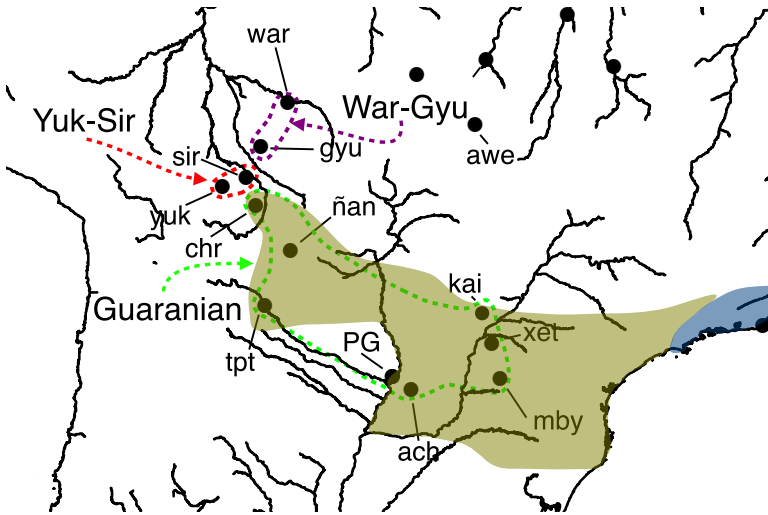 war
War-Gyu
Yuk-Sir
gyu
awe
sir
yuk
ñan
chr
kai
Guaranian
xet
PG
tpt
mby
ach